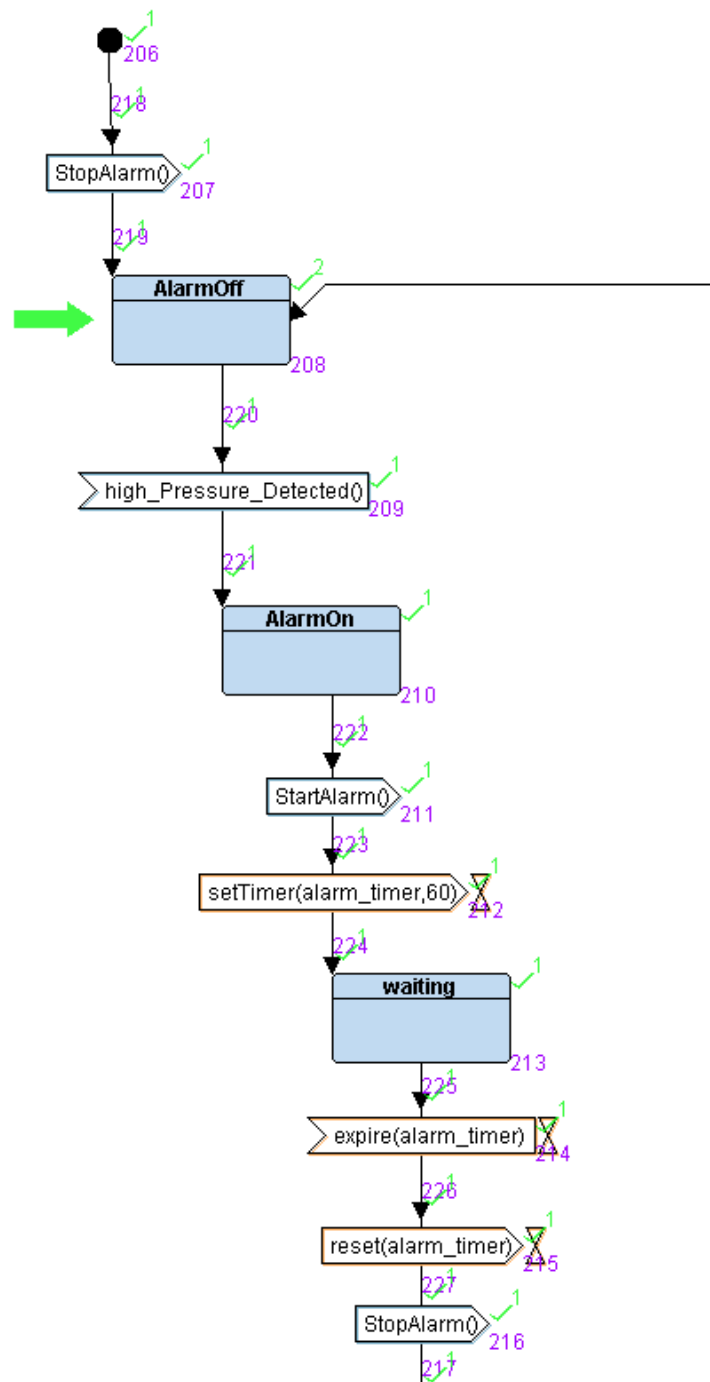 1
206
218 1
StopAlarm() 1
207
219 1
AlarmOff 2
208
220 1
high_Pressure_Detected() 1
209
221 1
AlarmOn 1
210
222 1
StartAlarm() 1
211
223 1
setTimer(alarm_timer,60) 1
212
224 1
waiting 1
213
225 1
expire(alarm_timer) 1
214
226 1
reset(alarm_timer) 1
215
227 1
StopAlarm() 1
216
217 1